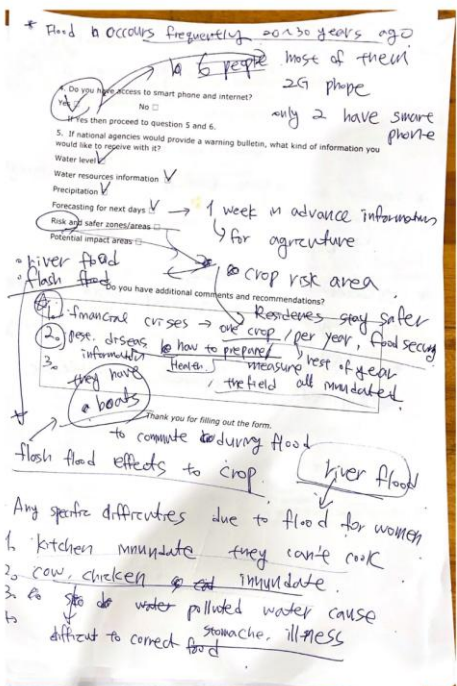 * Flood occours frequently 20~30 years ago
6 people most of them
2G phone
only 2 have smart
phone
4. Do you have access to smart phone and internet?
Yes □ No □
If Yes then proceed to question 5 and 6.
5. If national agencies would provide a warning bulletin, what kind of information you
would like to receive with it?
Water level
Water resources information
Precipitation
Forecasting for next days → 1 week in advance information
for agriculture
Risk and safer zones/areas □
Potential impact areas □
• river flood
• flash flood
crop risk area
Do you have additional comments and recommendations?
Residenes stay safer
1. financial crises → one crop/per year, food security
2. pest. diseas how to prepare rest of year
3. information Health measure
they have the field all innundated
• boats
Thank you for filling out the form.
to commute during flood
flash flood effects to crop.
river flood
Any specific difficulties due to flood for women
1. kitchen innundate they can't cook
2. cow, chicken innundate
3. water polluted water cause
stomache, illness
difficut to correct food